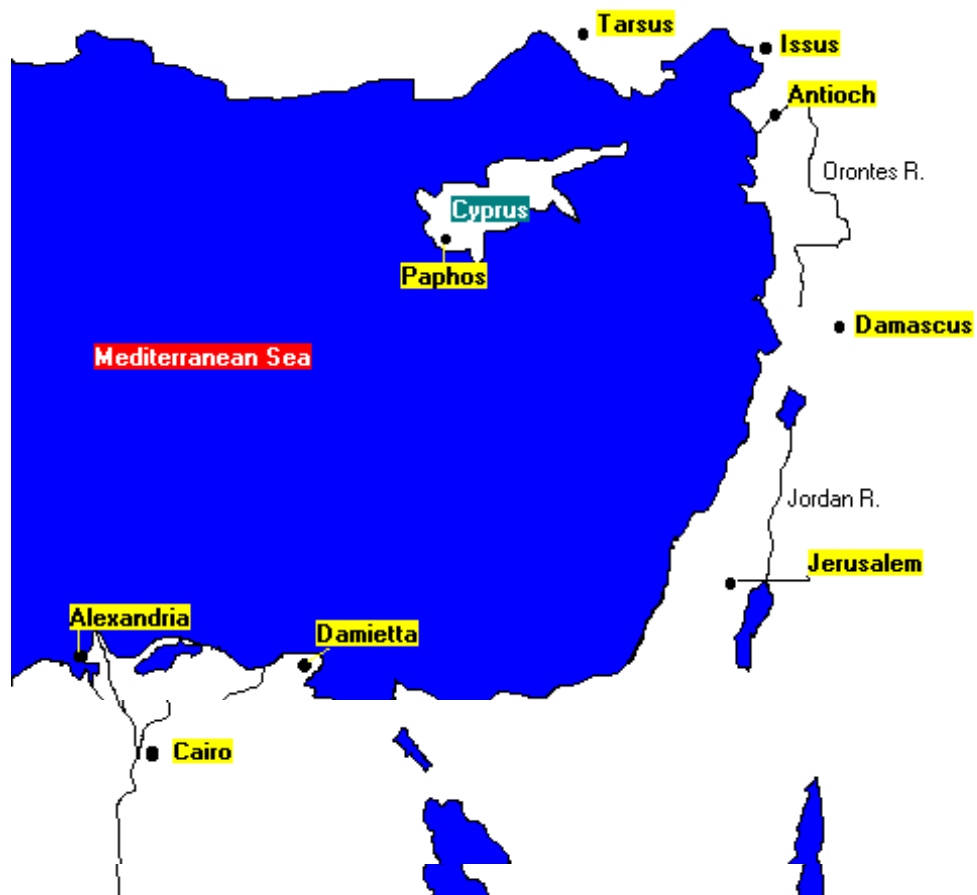 Tarsus
Issus
Antioch
Orontes R.
Cyprus
Paphos
Damascus
Mediterranean Sea
Jordan R.
Jerusalem
Alexandria
Damietta
Cairo